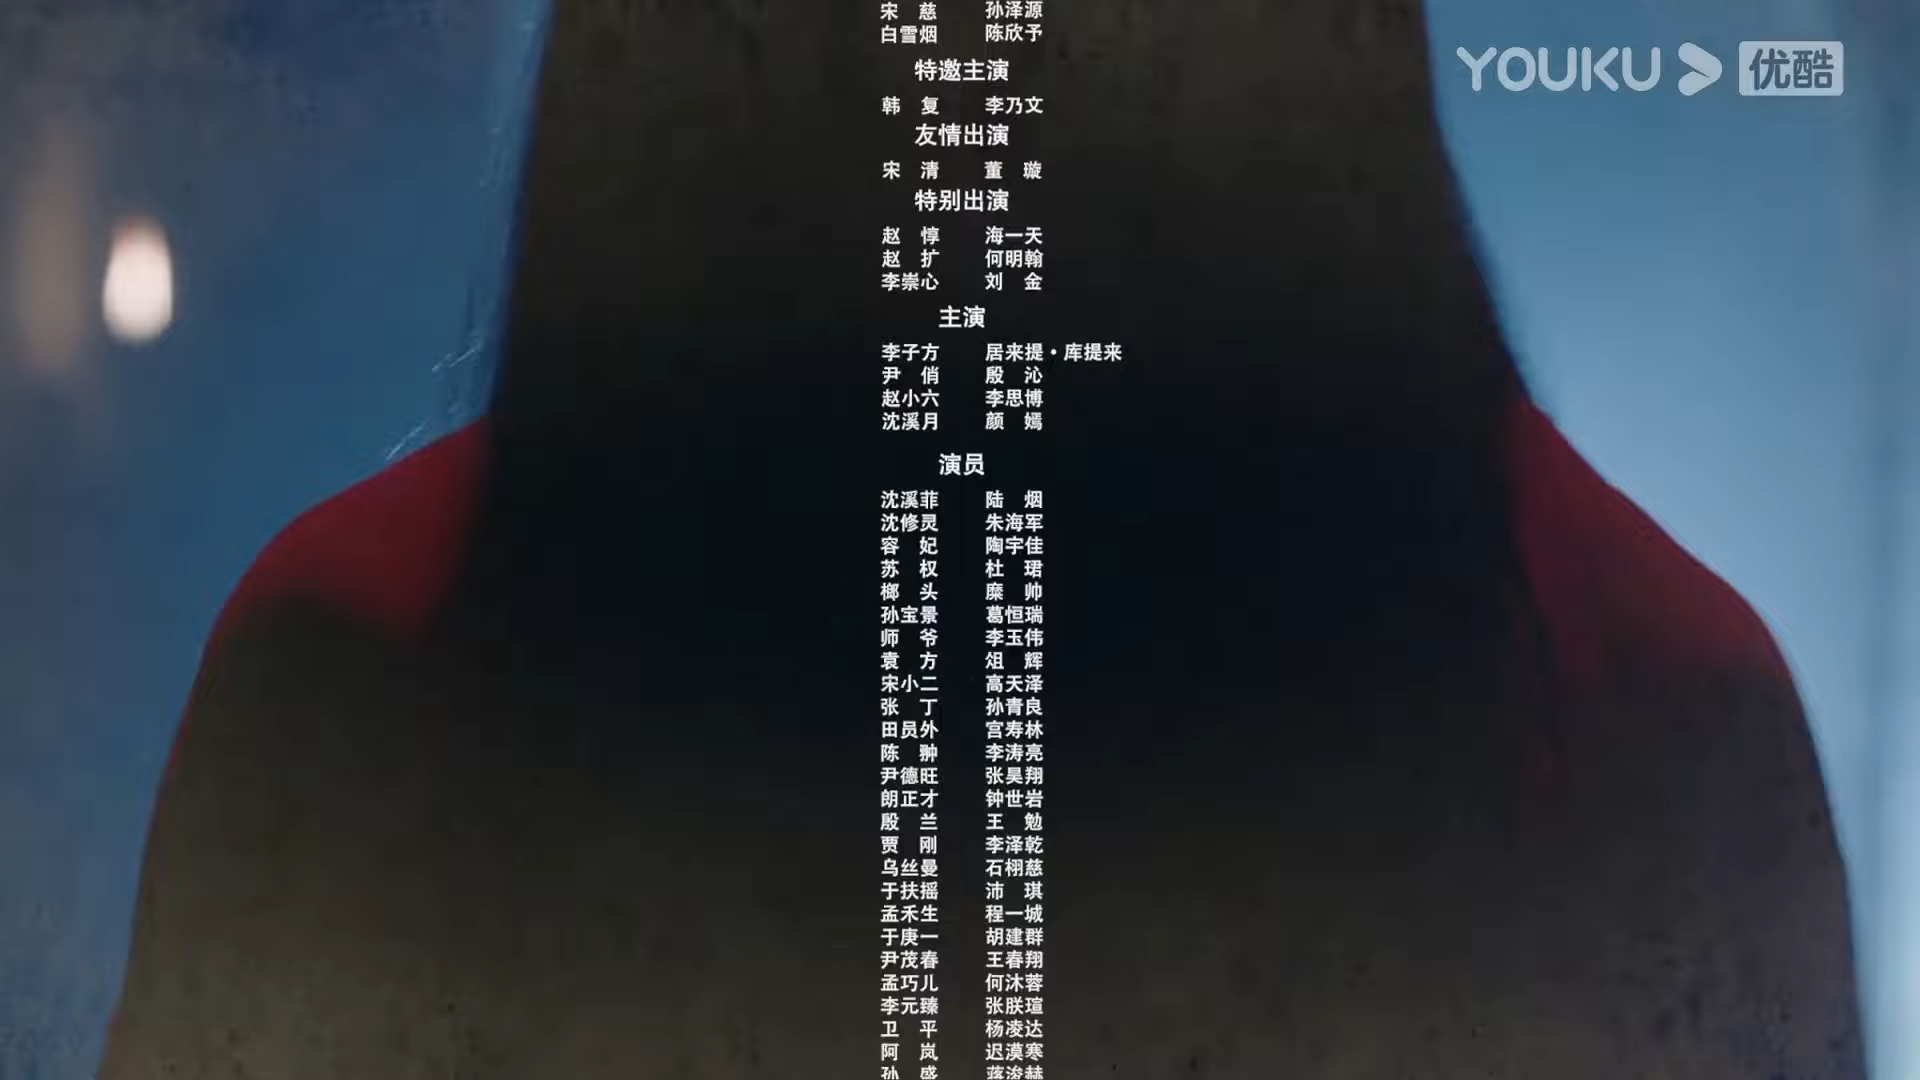 宋慈 孙泽源
白雪烟 陈欣予
YOUKU 优酷
特邀主演
韩复 李乃文
友情出演
宋清 董璇
特别出演
赵惇 海一天
赵扩 何明翰
李崇心 刘金
主演
李子方 居来提·库提来
尹俏 殷沁
赵小六 李思博
沈溪月 颜嫣
演员
沈溪菲 陆烟
沈修灵 朱海军
容妃 陶宇佳
苏权 杜珺
榔头 糜帅
孙宝景 葛恒瑞
师爷 李玉伟
袁方 俎辉
宋小二 高天泽
张丁 孙青良
田员外 宫寿林
陈翀 李涛亮
尹德旺 张昊翔
朗正才 钟世岩
殷兰 王勉
贾刚 李泽乾
乌丝曼 石栩慈
于扶摇 沛琪
孟禾生 程一城
于庚一 胡建群
尹茂春 王春翔
孟巧儿 何沐蓉
李元臻 张朕瑄
卫平 杨凌达
阿岚 迟漠寒
孙盛 蒋浚赫